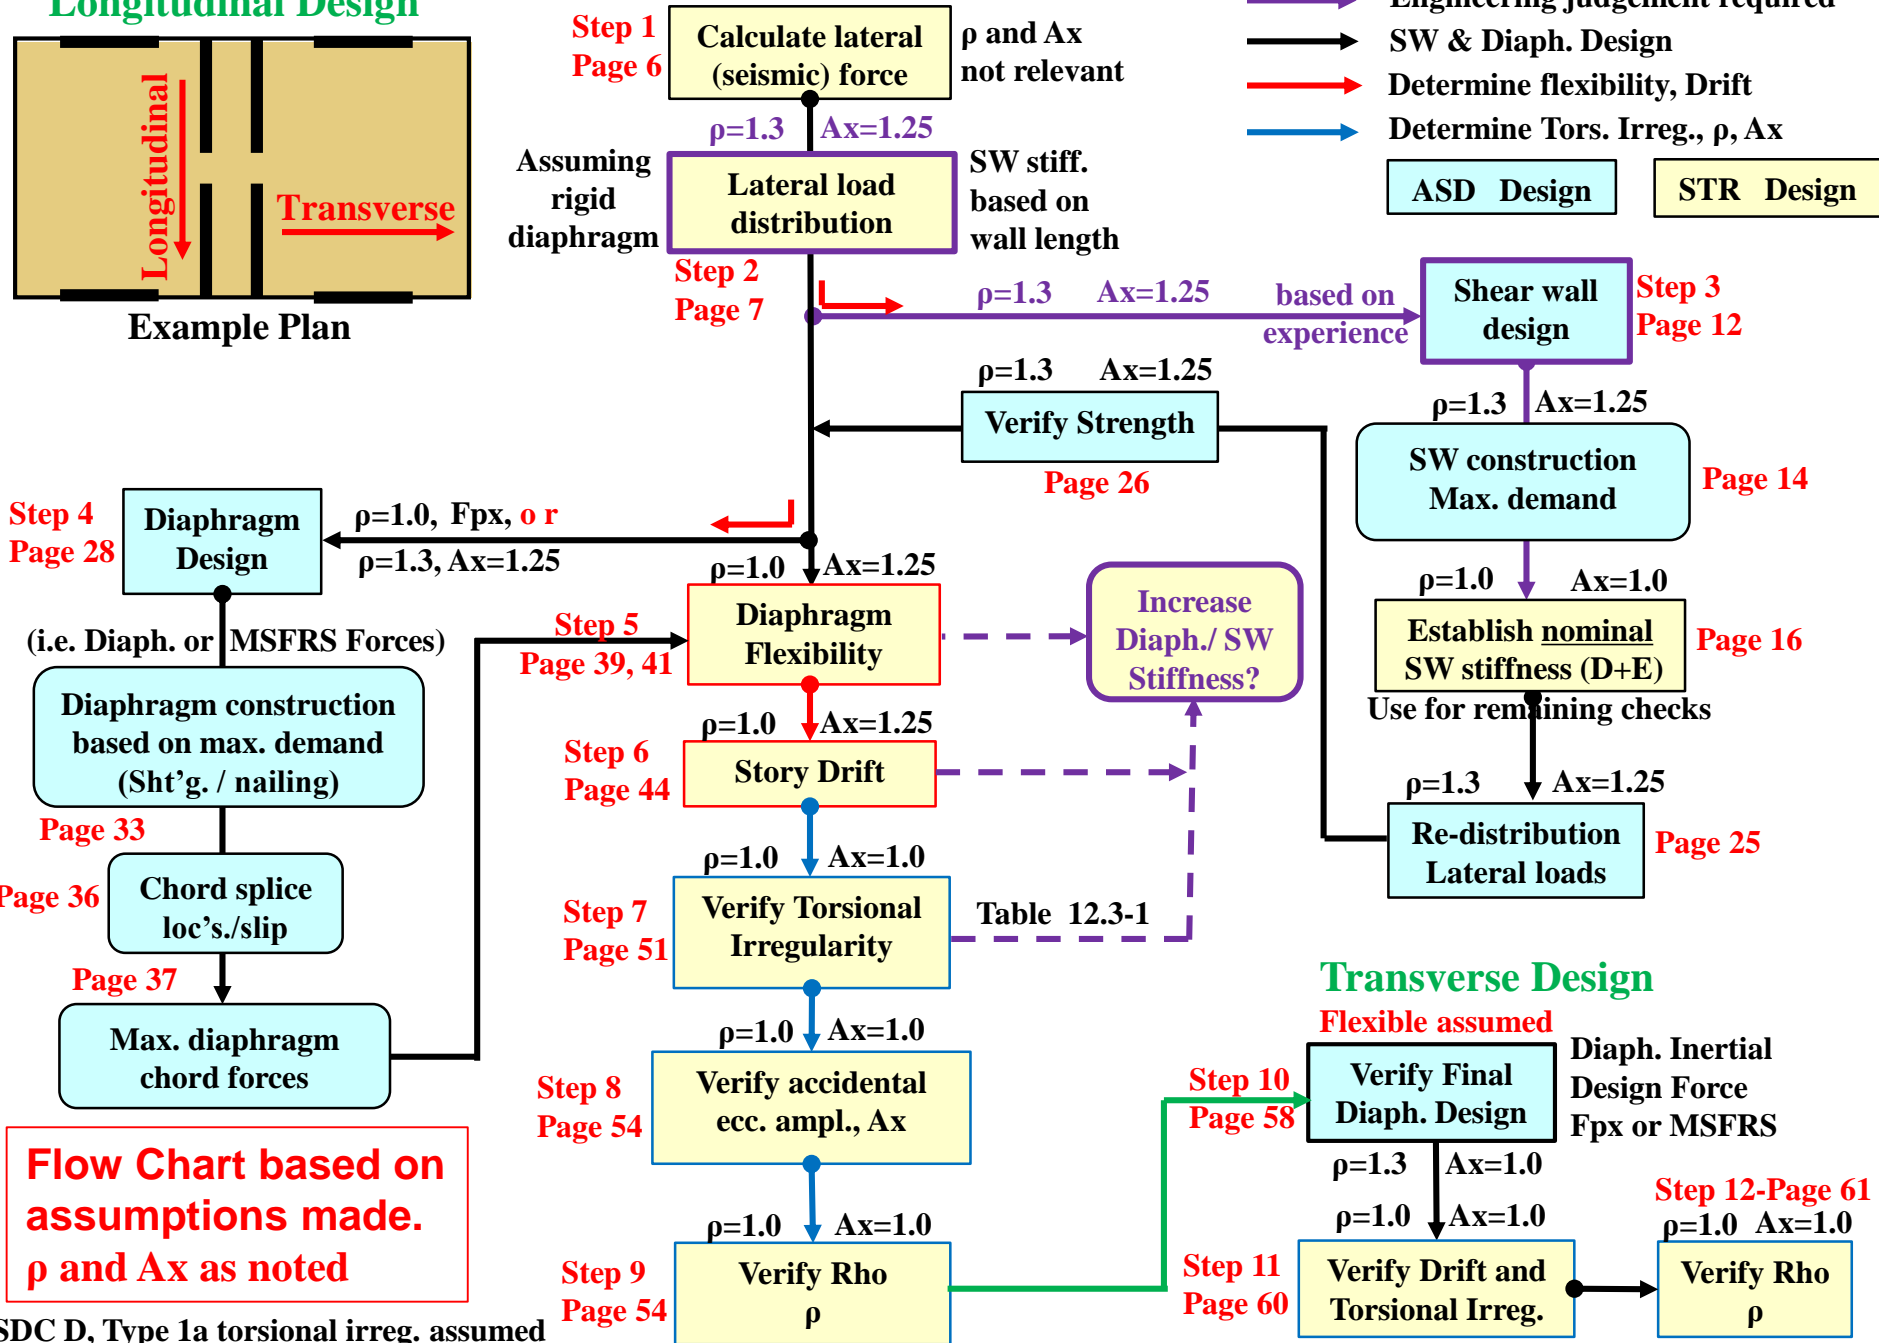 Longitudinal Design
Longitudinal
Transverse
Example Plan
Step 1
Page 6
Calculate lateral
(seismic) force
ρ and Ax
not relevant
Engineering judgement required
SW & Diaph. Design
Determine flexibility, Drift
Determine Tors. Irreg., ρ, Ax
ASD Design
STR Design
ρ=1.3 Ax=1.25
Assuming
rigid
diaphragm
Lateral load
distribution
SW stiff.
based on
wall length
Step 2
Page 7
ρ=1.3 Ax=1.25
based on
experience
Shear wall
design
Step 3
Page 12
ρ=1.3 Ax=1.25
SW construction
Max. demand
Page 14
ρ=1.0 Ax=1.0
Establish nominal
SW stiffness (D+E)
Page 16
Use for remaining checks
ρ=1.3 Ax=1.25
Re-distribution
Lateral loads
Page 25
ρ=1.3 Ax=1.25
Verify Strength
Page 26
Step 4
Page 28
Diaphragm
Design
ρ=1.0, Fpx, o r
ρ=1.3, Ax=1.25
(i.e. Diaph. or MSFRS Forces)
Diaphragm construction
based on max. demand
(Sht’g. / nailing)
Page 33
Page 36
Chord splice
loc’s./slip
Page 37
Max. diaphragm
chord forces
ρ=1.0 Ax=1.25
Step 5
Page 39, 41
Diaphragm
Flexibility
Increase
Diaph./ SW
Stiffness?
ρ=1.0 Ax=1.25
Step 6
Page 44
Story Drift
ρ=1.0 Ax=1.0
Step 7
Page 51
Verify Torsional
Irregularity
Table 12.3-1
ρ=1.0 Ax=1.0
Step 8
Page 54
Verify accidental
ecc. ampl., Ax
ρ=1.0 Ax=1.0
Step 9
Page 54
Verify Rho
ρ
Transverse Design
Flexible assumed
Step 10
Page 58
Verify Final
Diaph. Design
Diaph. Inertial
Design Force
Fpx or MSFRS
ρ=1.3 Ax=1.0
ρ=1.0 Ax=1.0
Step 11
Page 60
Verify Drift and
Torsional Irreg.
Step 12-Page 61
ρ=1.0 Ax=1.0
Verify Rho
ρ
Flow Chart based on
assumptions made.
ρ and Ax as noted
SDC D, Type 1a torsional irreg. assumed